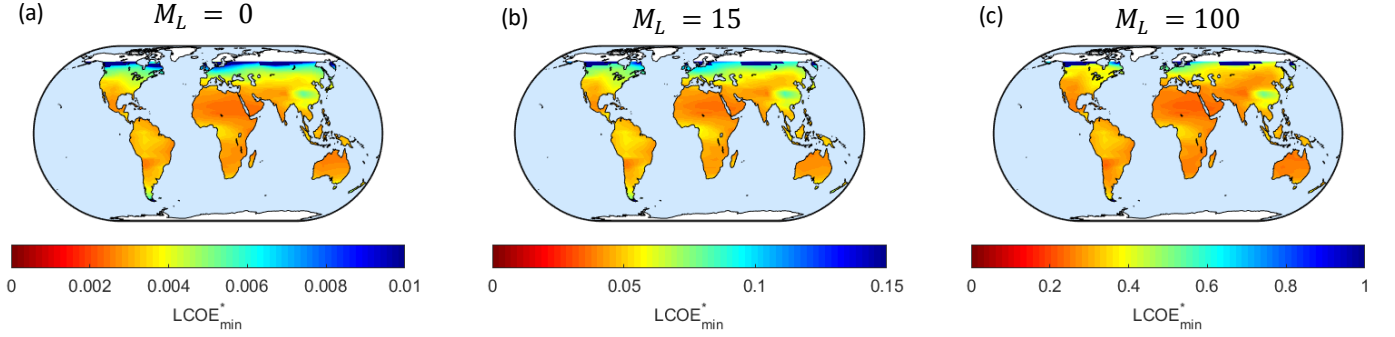 (a) M_L = 0
(b) M_L = 15
(c) M_L = 100
0 0.002 0.004 0.006 0.008 0.01
LCOE*min
0 0.05 0.1 0.15
LCOE*min
0 0.2 0.4 0.6 0.8 1
LCOE*min